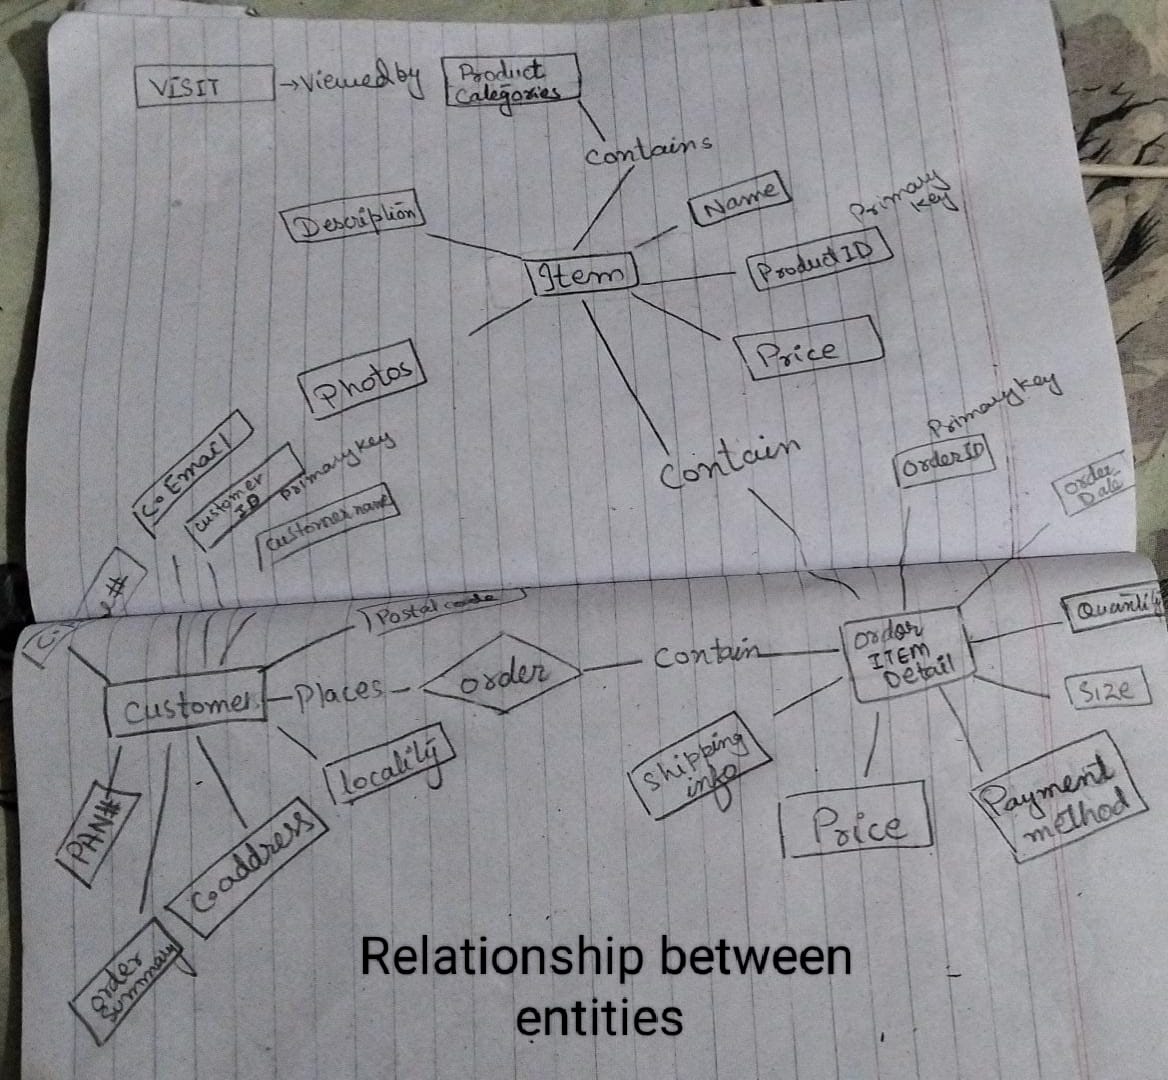 VISIT
→Viewed by
Product
Categories
Contains
Description
Name
Primary
Key
Item
Product ID
Price
Photos
Contain
Primary key
Order ID
Order
Date
C. Email
Customer
ID
Primary key
Customer name
Postal code
Order
ITEM
Detail
Quantity
Customer
Places
order
Contain
Size
locality
Shipping
info
Price
Payment
method
PAN#
C. address
Order
Summary
Relationship between
entities